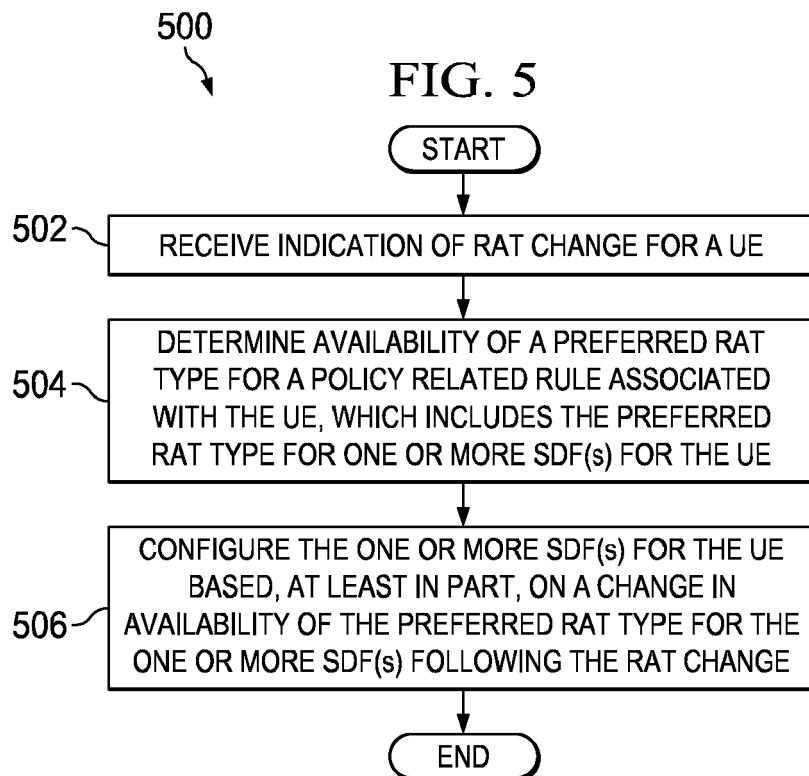 500
FIG. 5
START
502
RECEIVE INDICATION OF RAT CHANGE FOR A UE
504
DETERMINE AVAILABILITY OF A PREFERRED RAT
TYPE FOR A POLICY RELATED RULE ASSOCIATED
WITH THE UE, WHICH INCLUDES THE PREFERRED
RAT TYPE FOR ONE OR MORE SDF(s) FOR THE UE
506
CONFIGURE THE ONE OR MORE SDF(s) FOR THE UE
BASED, AT LEAST IN PART, ON A CHANGE IN
AVAILABILITY OF THE PREFERRED RAT TYPE FOR THE
ONE OR MORE SDF(s) FOLLOWING THE RAT CHANGE
END